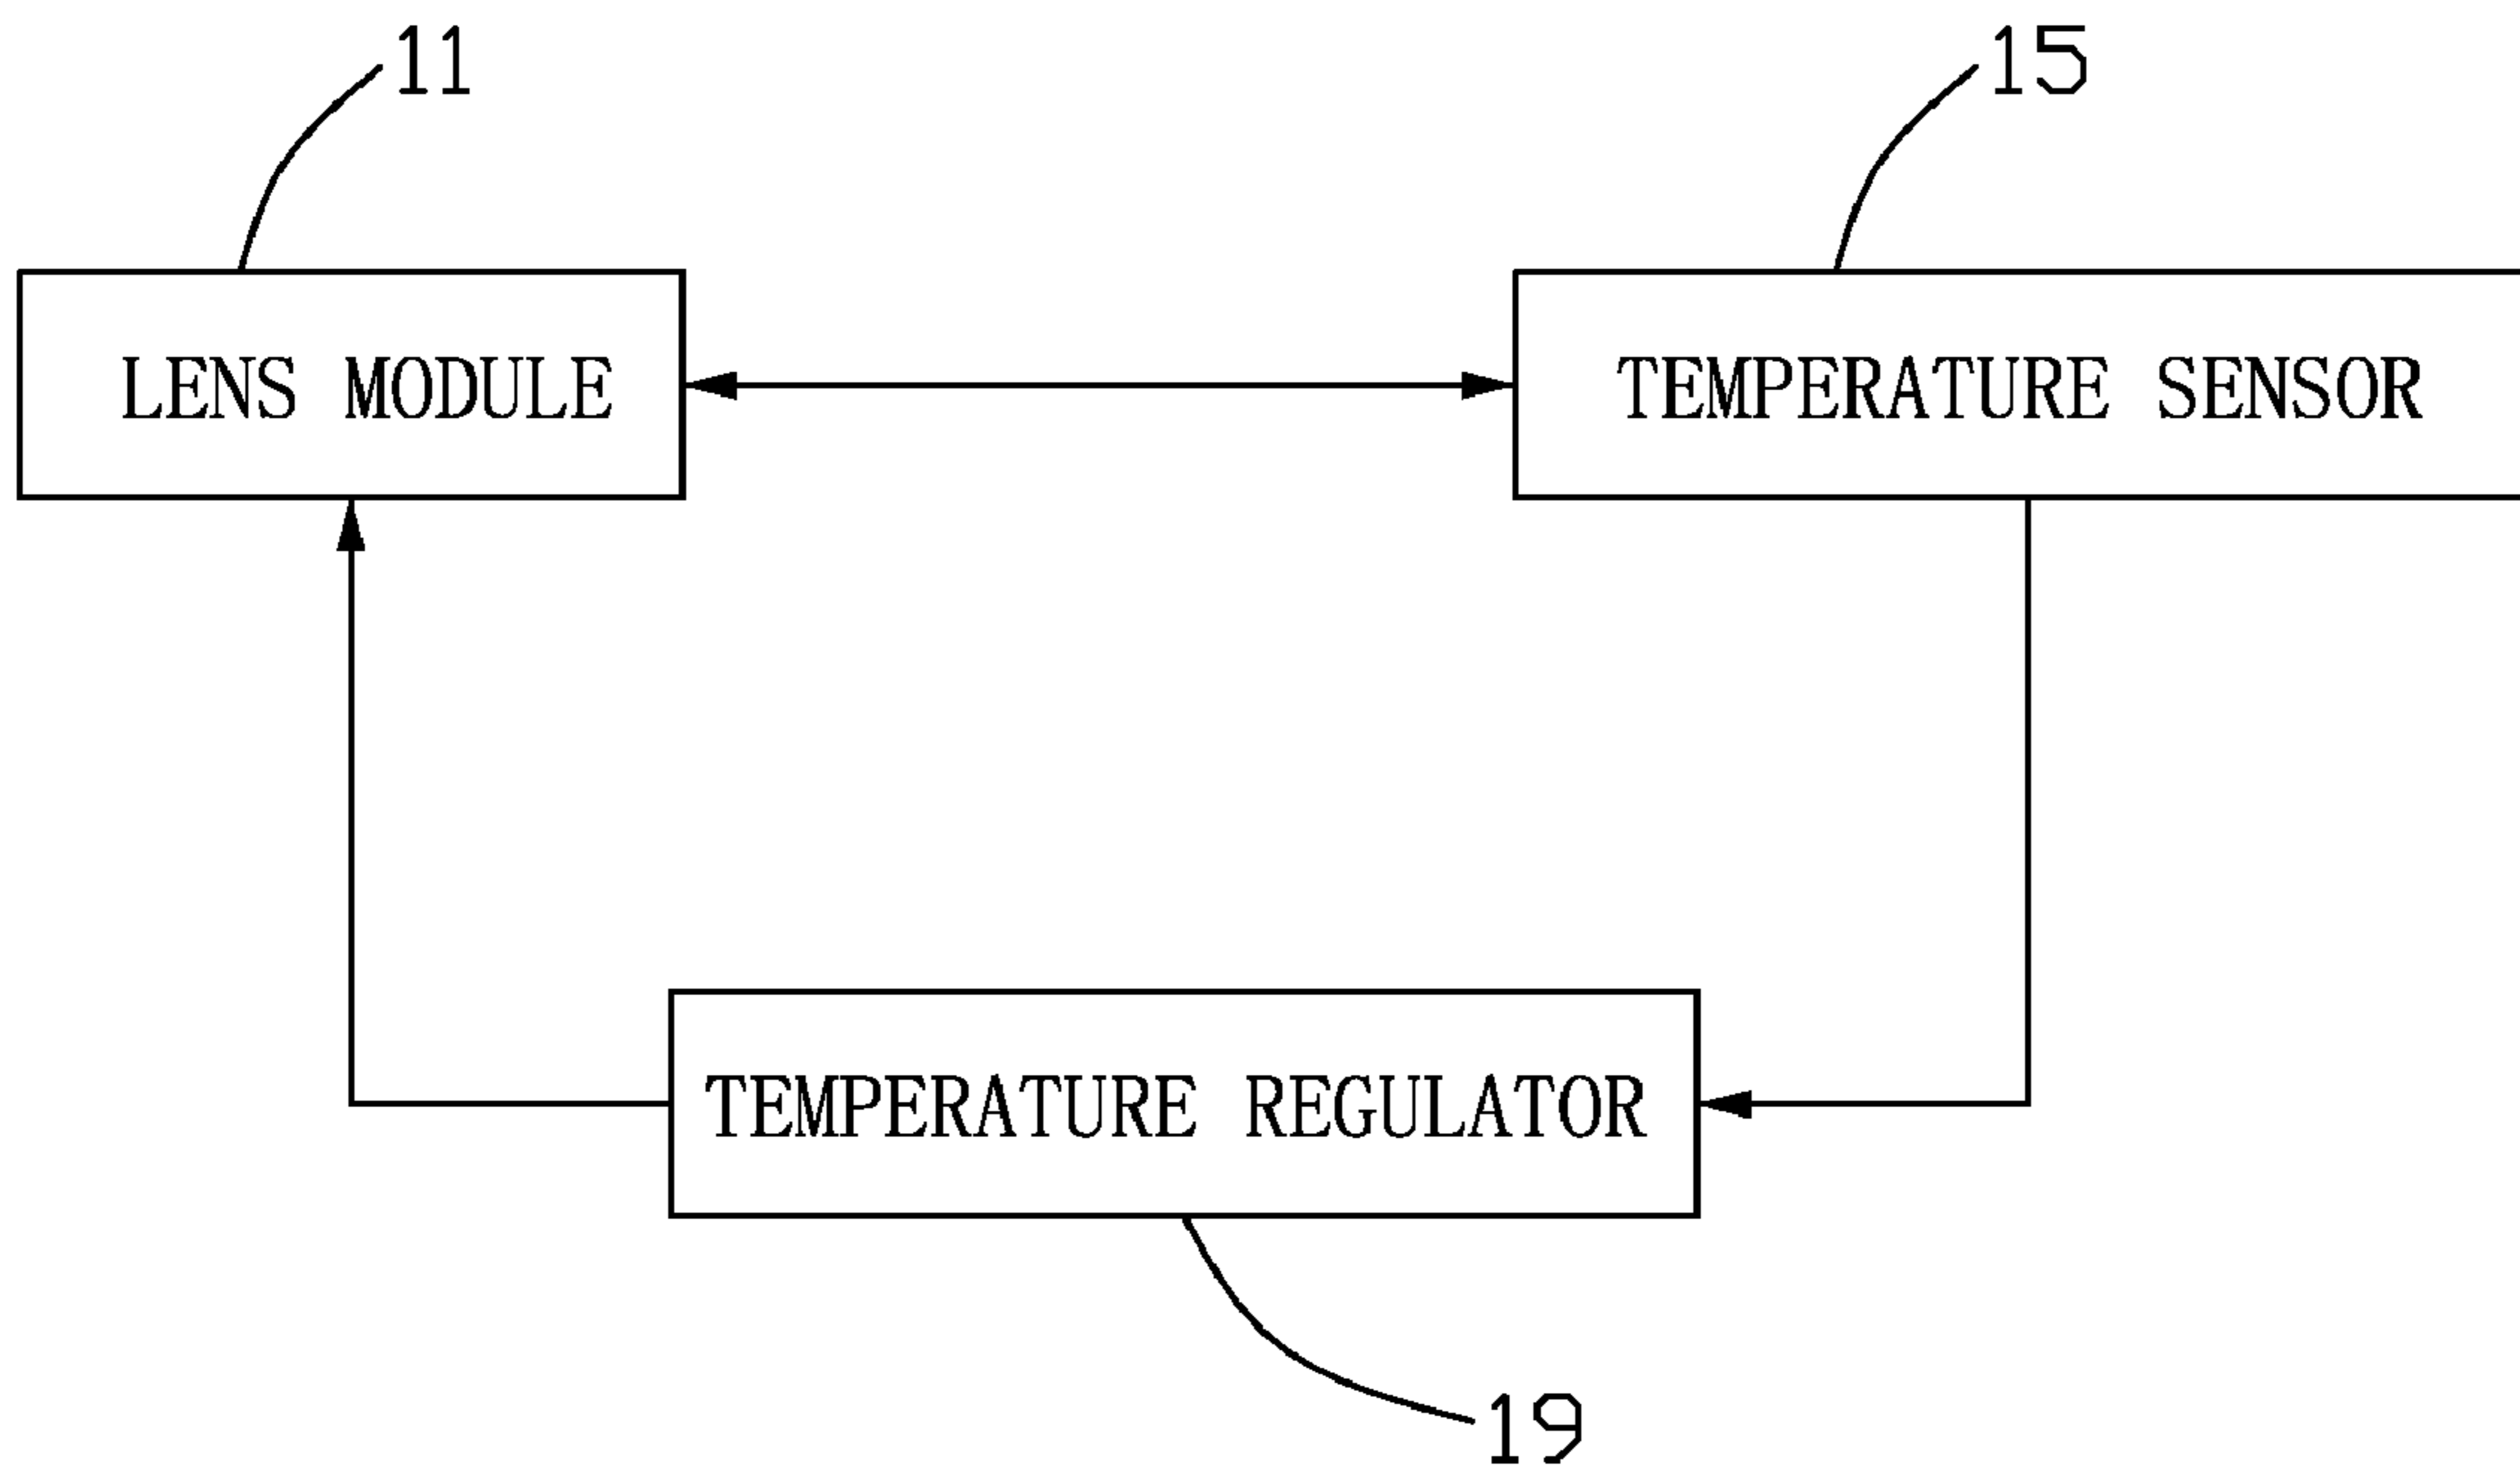 11
15
LENS MODULE
TEMPERATURE SENSOR
TEMPERATURE REGULATOR
19